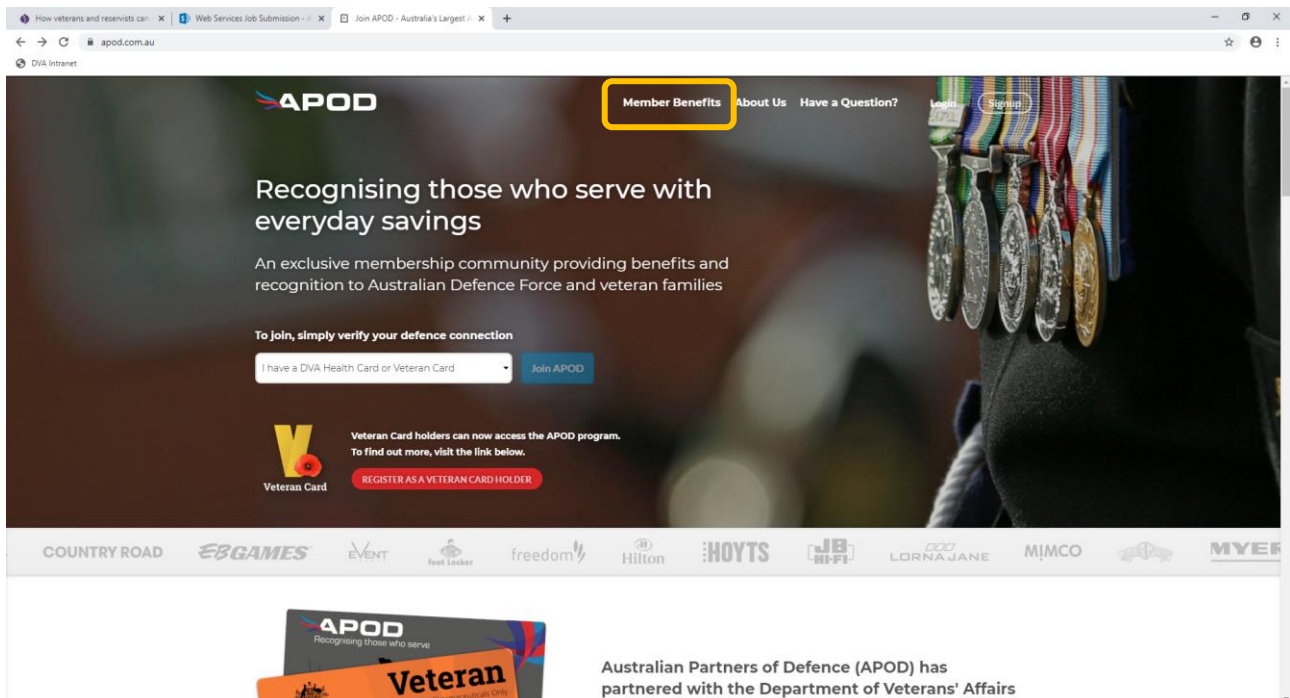 How veterans and reservists can
Web Services Job Submission - A
Join APOD - Australia's Largest A
apod.com.au
DVA Intranet
APOD
Member Benefits
About Us
Have a Question?
Login
Signup
Recognising those who serve with
everyday savings
An exclusive membership community providing benefits and
recognition to Australian Defence Force and veteran families
To join, simply verify your defence connection
I have a DVA Health Card or Veteran Card
Join APOD
Veteran Card holders can now access the APOD program.
To find out more, visit the link below.
Veteran Card
REGISTER AS A VETERAN CARD HOLDER
COUNTRY ROAD
EB GAMES
EVENT
Foot Locker
freedom
Hilton
HOYTS
JB HI-FI
LORNA JANE
MIMCO
MYER
APOD
Recognising those who serve
Veteran
Australian Partners of Defence (APOD) has
partnered with the Department of Veterans' Affairs